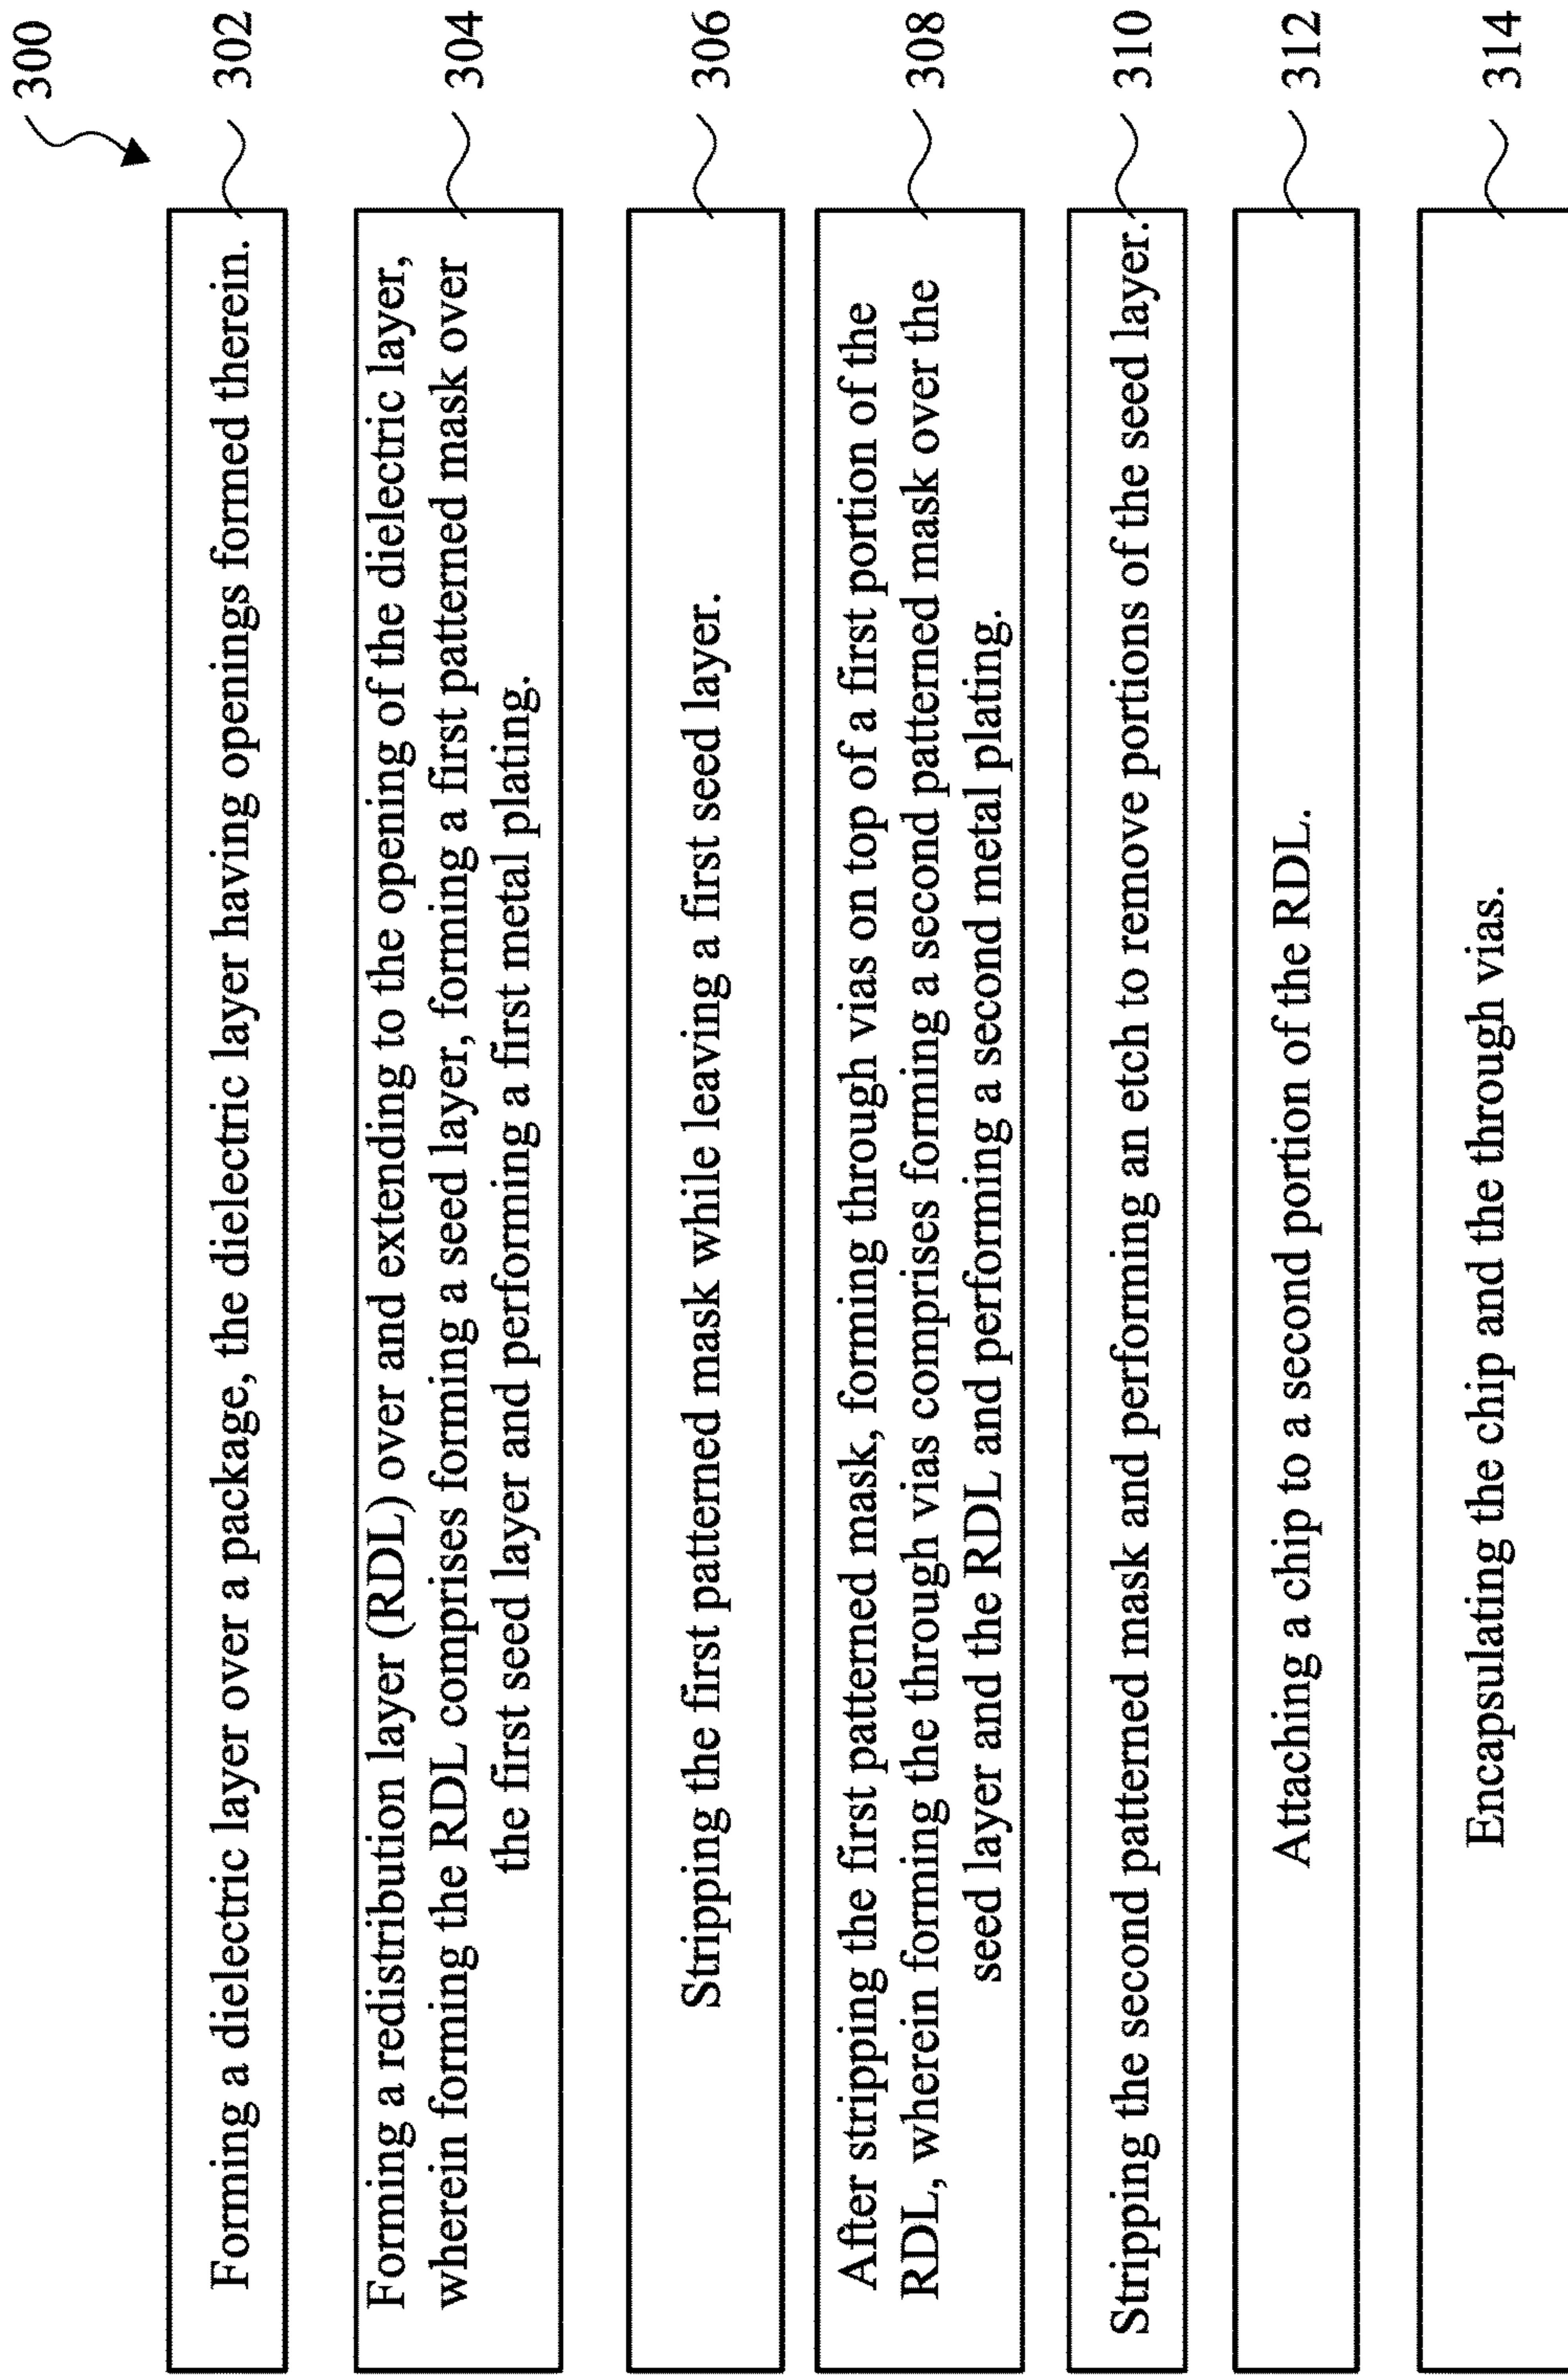 300
Forming a dielectric layer over a package, the dielectric layer having openings formed therein.
302
Forming a redistribution layer (RDL) over and extending to the opening of the dielectric layer,
wherein forming the RDL comprises forming a seed layer, forming a first patterned mask over
the first seed layer and performing a first metal plating.
304
Stripping the first patterned mask while leaving a first seed layer.
306
After stripping the first patterned mask, forming through vias on top of a first portion of the
RDL, wherein forming the through vias comprises forming a second patterned mask over the
seed layer and the RDL and performing a second metal plating.
308
Stripping the second patterned mask and performing an etch to remove portions of the seed layer.
310
Attaching a chip to a second portion of the RDL.
312
Encapsulating the chip and the through vias.
314